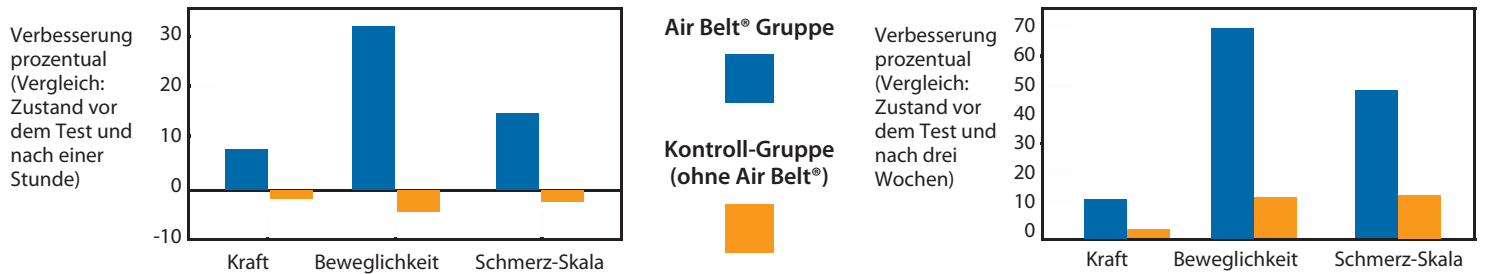 Verbesserung
prozentual
(Vergleich:
Zustand vor
dem Test und
nach einer
Stunde)
30
20
10
0
-10
Kraft
Beweglichkeit
Schmerz-Skala
Air Belt® Gruppe
Kontroll-Gruppe
(ohne Air Belt®)
Verbesserung
prozentual
(Vergleich:
Zustand vor
dem Test und
nach drei
Wochen)
70
60
50
40
30
20
10
0
Kraft
Beweglichkeit
Schmerz-Skala